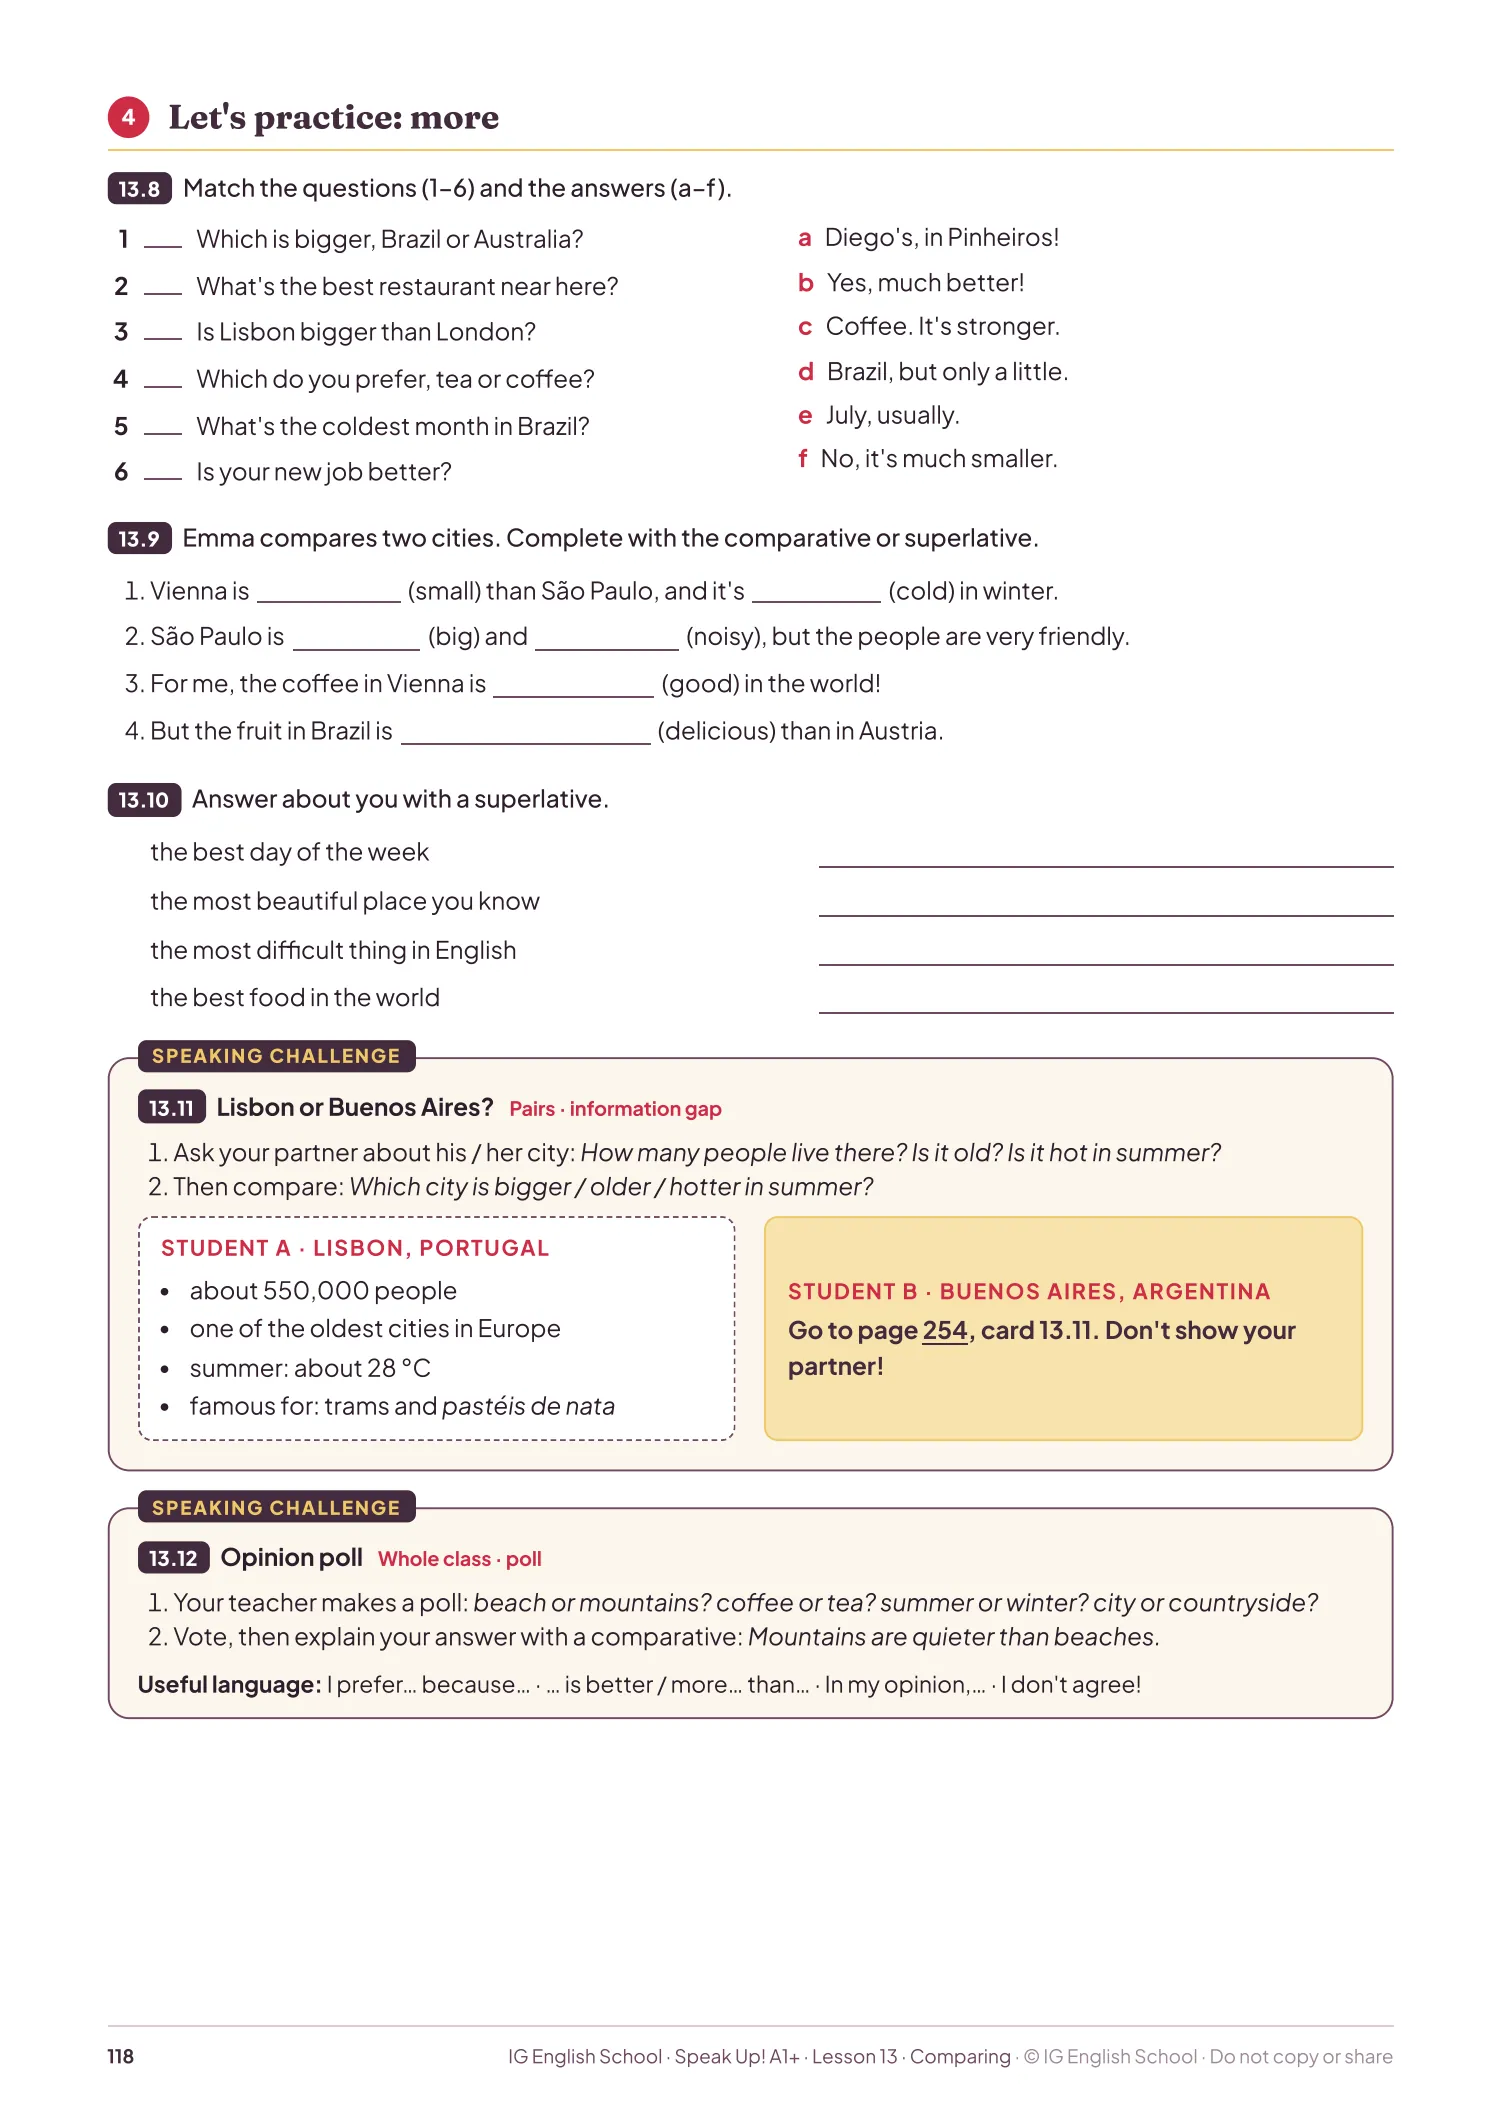 4 Let's practice: more
13.8 Match the questions (1–6) and the answers (a–f).
1 ___ Which is bigger, Brazil or Australia?
2 ___ What's the best restaurant near here?
3 ___ Is Lisbon bigger than London?
4 ___ Which do you prefer, tea or coffee?
5 ___ What's the coldest month in Brazil?
6 ___ Is your new job better?
a Diego's, in Pinheiros!
b Yes, much better!
c Coffee. It's stronger.
d Brazil, but only a little.
e July, usually.
f No, it's much smaller.
13.9 Emma compares two cities. Complete with the comparative or superlative.
1. Vienna is ___________ (small) than São Paulo, and it's __________ (cold) in winter.
2. São Paulo is __________ (big) and ___________ (noisy), but the people are very friendly.
3. For me, the coffee in Vienna is ____________ (good) in the world!
4. But the fruit in Brazil is ___________________ (delicious) than in Austria.
13.10 Answer about you with a superlative.
the best day of the week
the most beautiful place you know
the most difficult thing in English
the best food in the world
SPEAKING CHALLENGE
13.11 Lisbon or Buenos Aires? Pairs · information gap
1. Ask your partner about his / her city: How many people live there? Is it old? Is it hot in summer?
2. Then compare: Which city is bigger / older / hotter in summer?
STUDENT A · LISBON, PORTUGAL
• about 550,000 people
• one of the oldest cities in Europe
• summer: about 28 °C
• famous for: trams and pastéis de nata
STUDENT B · BUENOS AIRES, ARGENTINA
Go to page 254, card 13.11. Don't show your
partner!
SPEAKING CHALLENGE
13.12 Opinion poll Whole class · poll
1. Your teacher makes a poll: beach or mountains? coffee or tea? summer or winter? city or countryside?
2. Vote, then explain your answer with a comparative: Mountains are quieter than beaches.
Useful language: I prefer… because… · … is better / more… than… · In my opinion,… · I don't agree!
118 IG English School · Speak Up! A1+ · Lesson 13 · Comparing · © IG English School · Do not copy or share